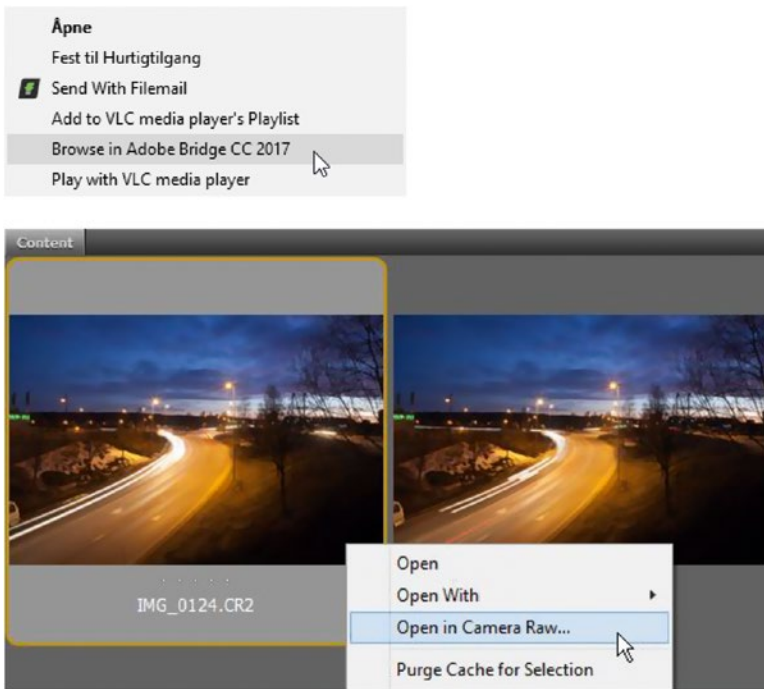 Åpne
Fest til Hurtigtilgang
Send With Filemail
Add to VLC media player's Playlist
Browse in Adobe Bridge CC 2017
Play with VLC media player
Content
IMG_0124.CR2
Open
Open With
Open in Camera Raw...
Purge Cache for Selection